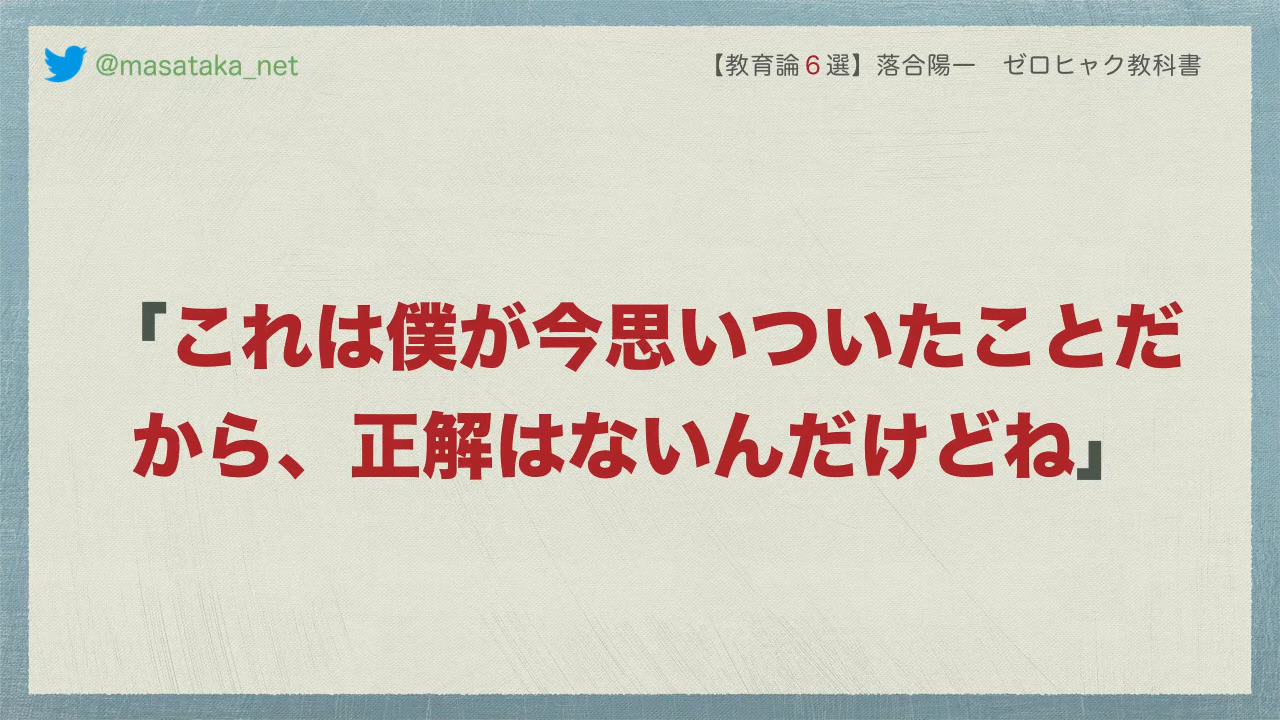 @masataka_net
【教育論６選】落合陽一　ゼロヒャク教科書
「これは僕が今思いついたことだ
から、正解はないんだけどね」